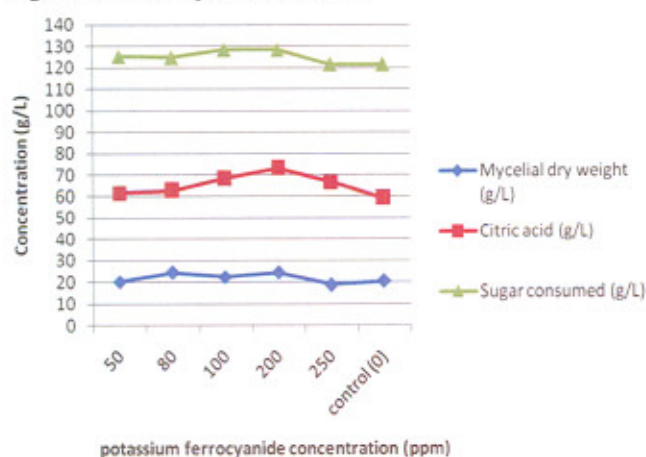 140
130
120
110
100
90
80
70
60
50
40
30
20
10
0
Concentration (g/L)
50
80
100
200
250
control (0)
potassium ferrocyanide concentration (ppm)
Mycelial dry weight
(g/L)
Citric acid (g/L)
Sugar consumed (g/L)